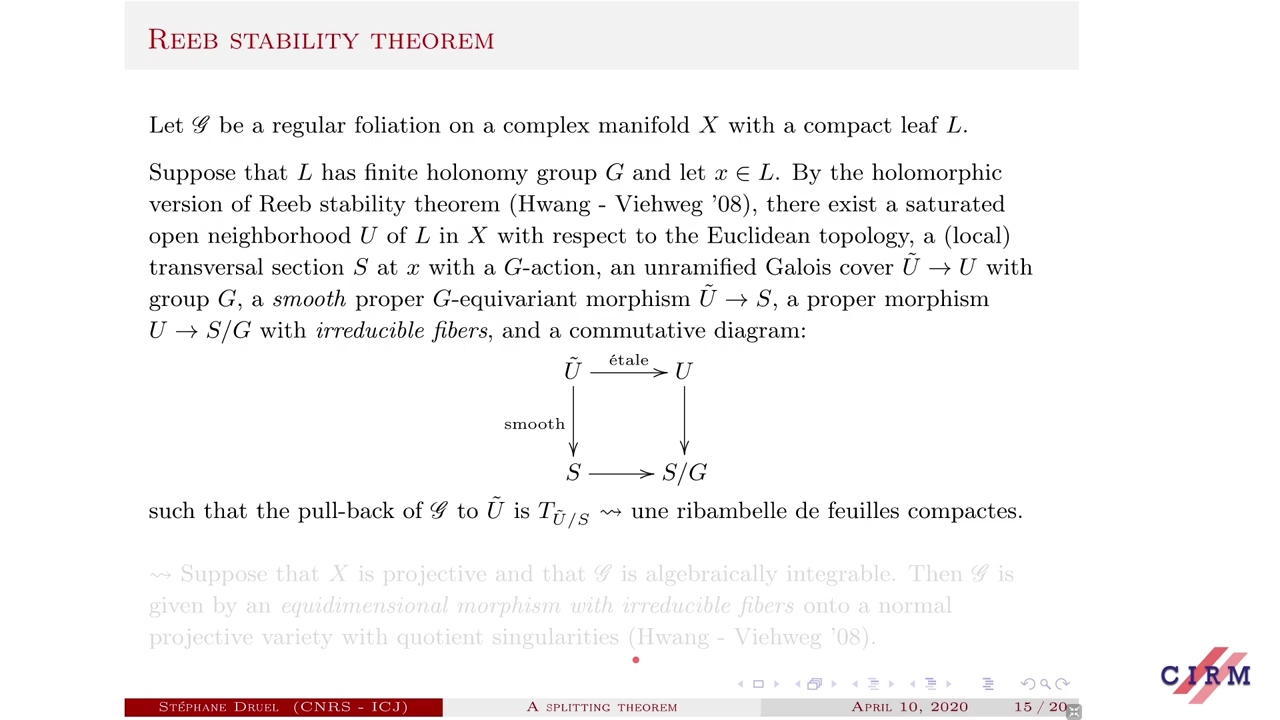 REEB STABILITY THEOREM
Let 𝒢 be a regular foliation on a complex manifold X with a compact leaf L.
Suppose that L has finite holonomy group G and let x ∈ L. By the holomorphic
version of Reeb stability theorem (Hwang - Viehweg '08), there exist a saturated
open neighborhood U of L in X with respect to the Euclidean topology, a (local)
transversal section S at x with a G-action, an unramified Galois cover Ũ → U with
group G, a smooth proper G-equivariant morphism Ũ → S, a proper morphism
U → S/G with irreducible fibers, and a commutative diagram:
étale
Ũ U
smooth
S S/G
such that the pull-back of 𝒢 to Ũ is T_{Ũ/S} ⇝ une ribambelle de feuilles compactes.
⇝ Suppose that X is projective and that 𝒢 is algebraically integrable. Then 𝒢 is
given by an equidimensional morphism with irreducible fibers onto a normal
projective variety with quotient singularities (Hwang - Viehweg '08).
CIRM
STÉPHANE DRUEL (CNRS - ICJ) A SPLITTING THEOREM APRIL 10, 2020 15 / 20